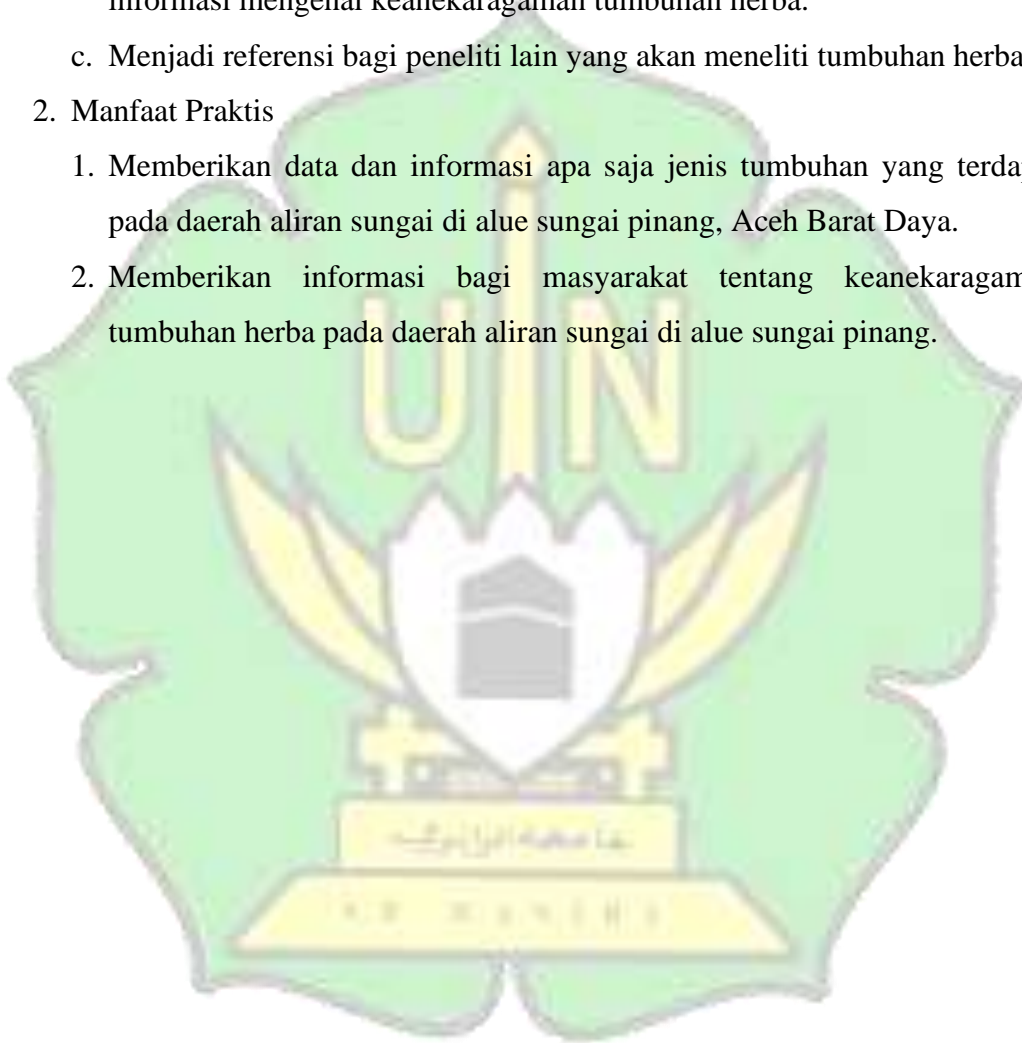 informasi mengenai keanekaragaman tumbuhan herba.
c. Menjadi referensi bagi peneliti lain yang akan meneliti tumbuhan herba
2. Manfaat Praktis
1. Memberikan data dan informasi apa saja jenis tumbuhan yang terdap
pada daerah aliran sungai di alue sungai pinang, Aceh Barat Daya.
2. Memberikan informasi bagi masyarakat tentang keanekaragam
tumbuhan herba pada daerah aliran sungai di alue sungai pinang.
UIN